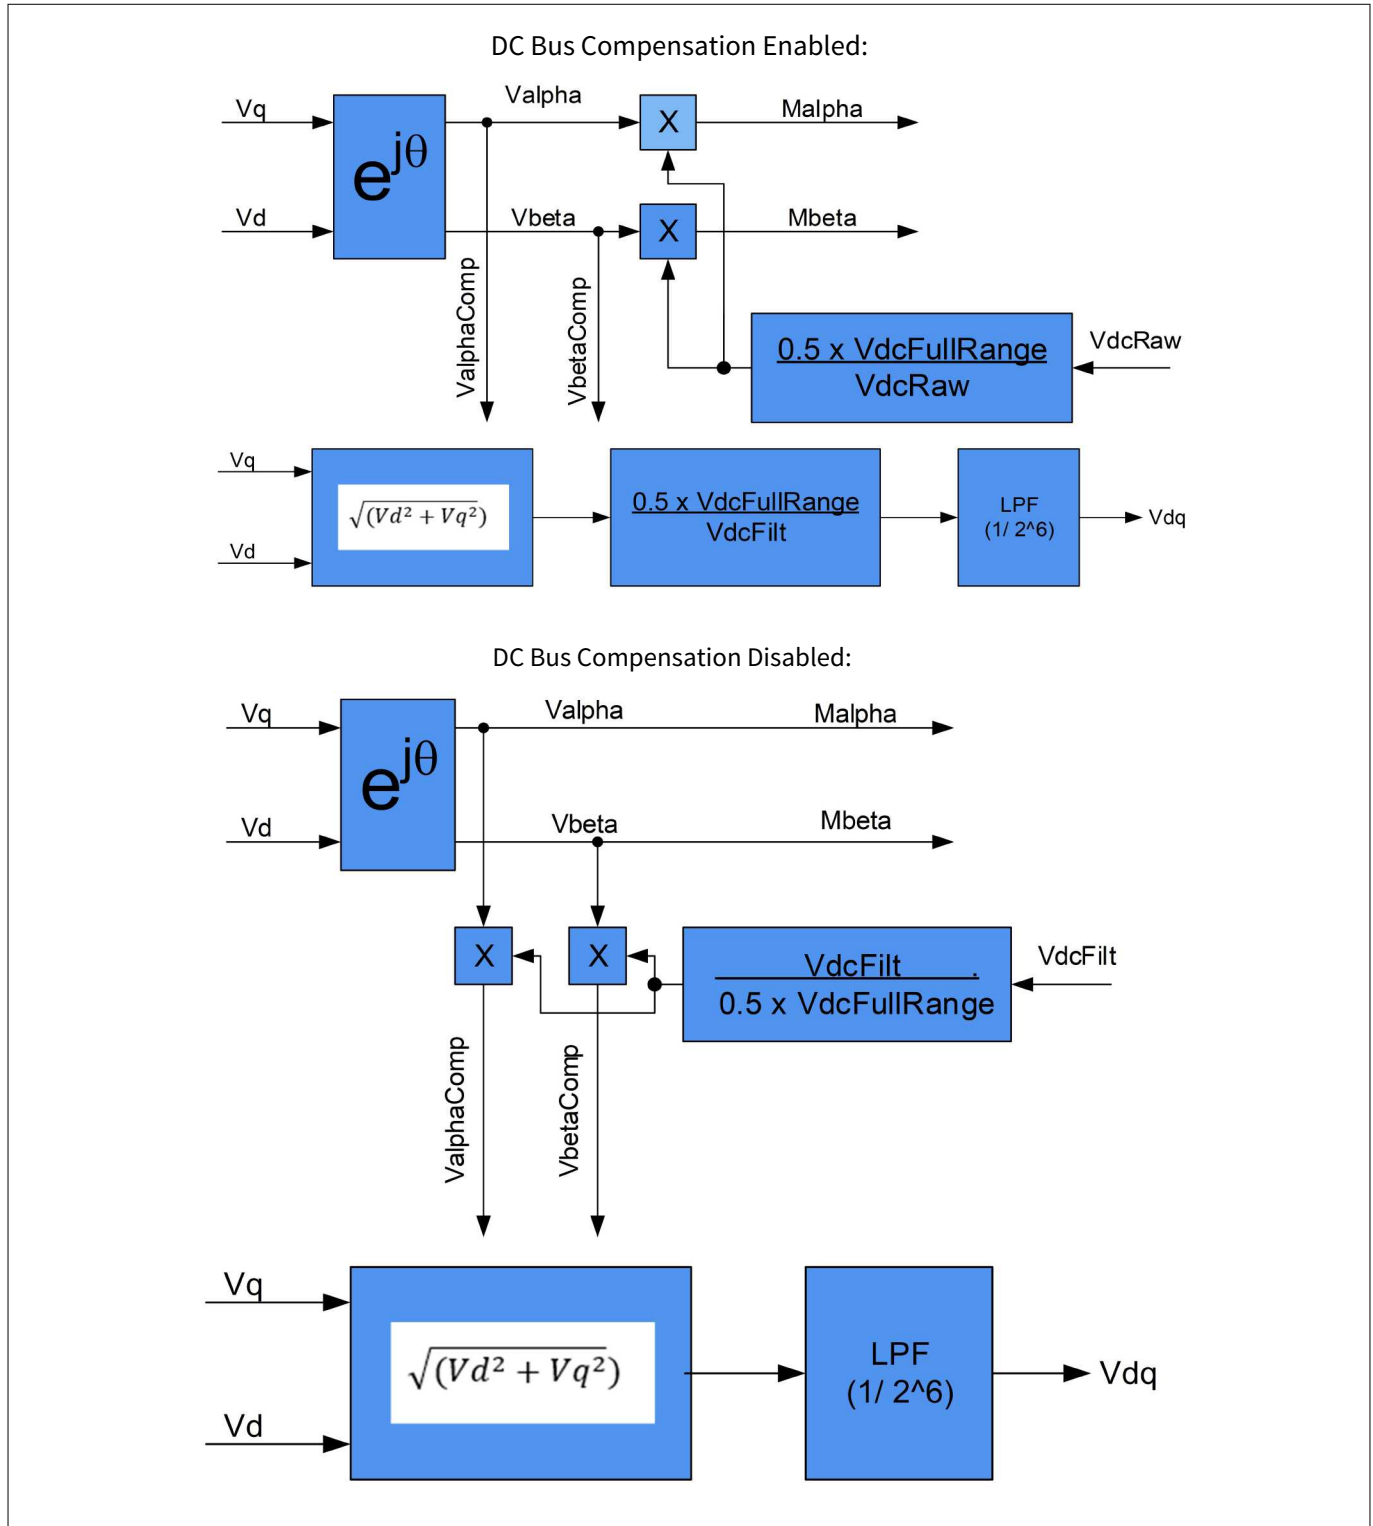 DC Bus Compensation Enabled:
Vq
Valpha
Malpha
e^jθ
X
Vd
Vbeta
Mbeta
X
ValphaComp
VbetaComp
0.5 x VdcFullRange
VdcRaw
VdcRaw
Vq
Vd
√(Vd² + Vq²)
0.5 x VdcFullRange
VdcFilt
LPF
(1/ 2^6)
Vdq
DC Bus Compensation Disabled:
Vq
Valpha
Malpha
e^jθ
Vd
Vbeta
Mbeta
X
X
VdcFilt .
0.5 x VdcFullRange
VdcFilt
ValphaComp
VbetaComp
Vq
Vd
√(Vd² + Vq²)
LPF
(1/ 2^6)
Vdq